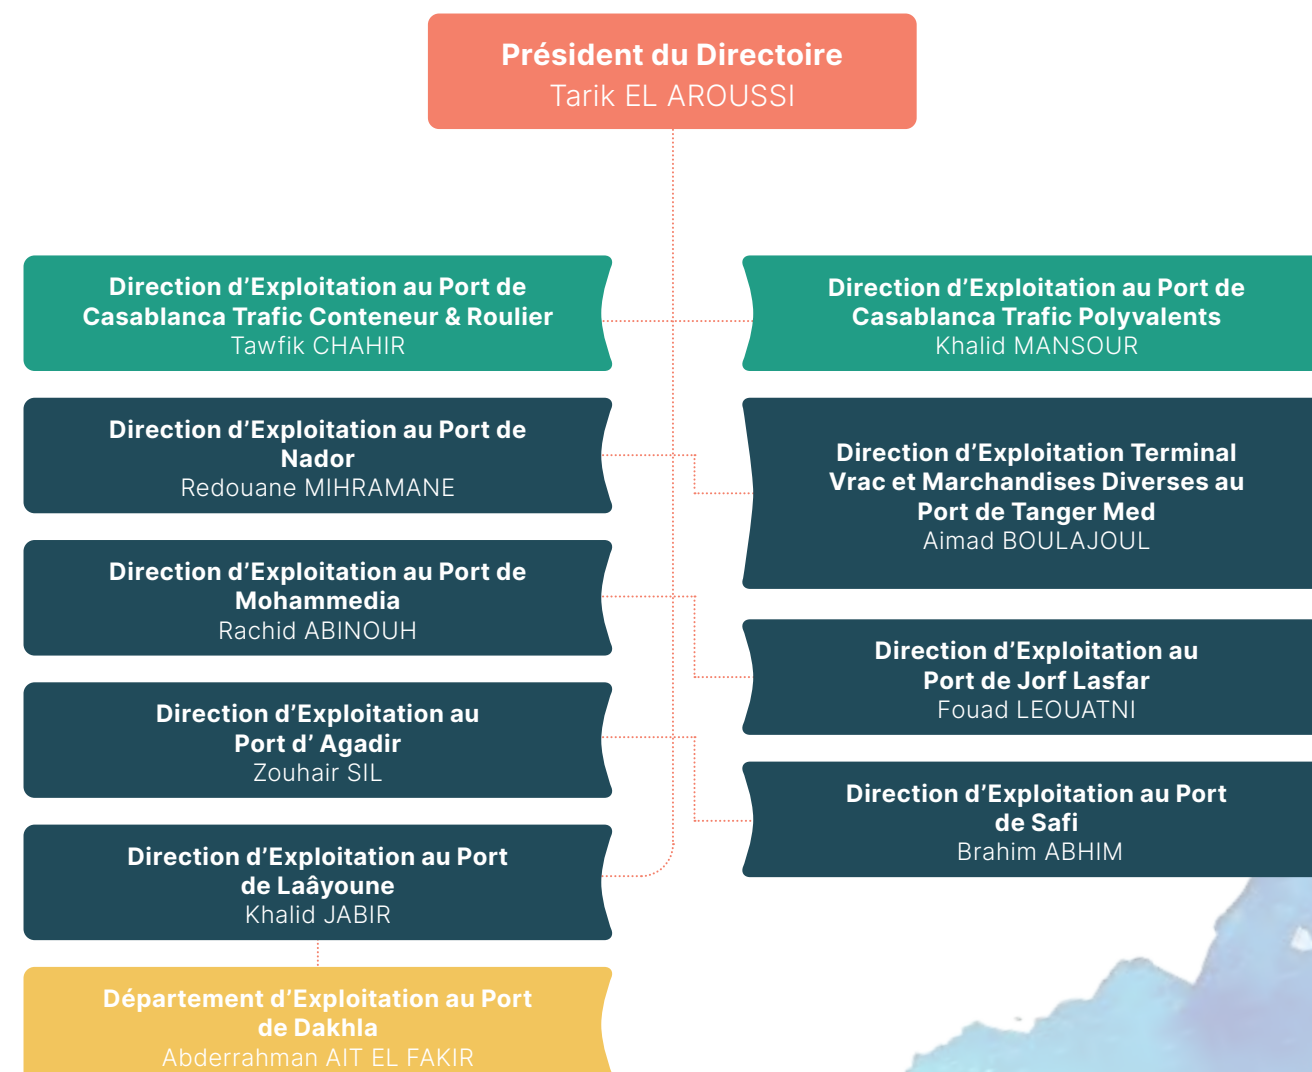 Président du Directoire
Tarik EL AROUSSI
Direction d’Exploitation au Port de
Casablanca Trafic Conteneur & Roulier
Tawfik CHAHIR
Direction d’Exploitation au Port de
Casablanca Trafic Polyvalents
Khalid MANSOUR
Direction d’Exploitation au Port de
Nador
Redouane MIHRAMANE
Direction d’Exploitation Terminal
Vrac et Marchandises Diverses au
Port de Tanger Med
Aimad BOULAJOUL
Direction d’Exploitation au Port de
Mohammedia
Rachid ABINOUH
Direction d’Exploitation au
Port de Jorf Lasfar
Fouad LEOUATNI
Direction d’Exploitation au
Port d’ Agadir
Zouhair SIL
Direction d’Exploitation au Port
de Safi
Brahim ABHIM
Direction d’Exploitation au Port
de Laâyoune
Khalid JABIR
Département d’Exploitation au Port
de Dakhla
Abderrahman AIT EL FAKIR